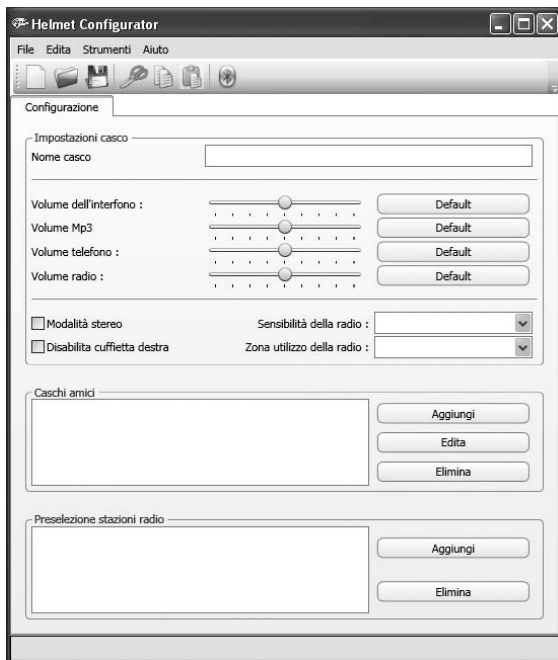 Helmet Configurator
File Edita Strumenti Aiuto
Configurazione
Impostazioni casco
Nome casco
Volume dell'interfono : Default
Volume Mp3 Default
Volume telefono : Default
Volume radio : Default
Modalità stereo Sensibilità della radio :
Disabilita cuffietta destra Zona utilizzo della radio :
Caschi amici
Aggiungi
Edita
Elimina
Preselezione stazioni radio
Aggiungi
Elimina